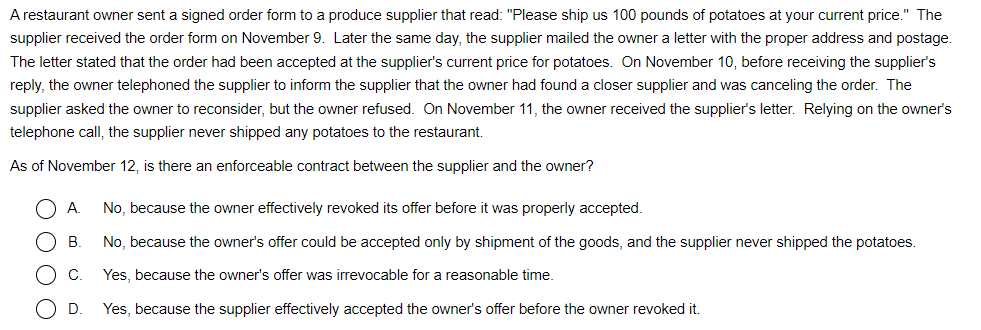 A restaurant owner sent a signed order form to a produce supplier that read: "Please ship us 100 pounds of potatoes at your current price." The
supplier received the order form on November 9. Later the same day, the supplier mailed the owner a letter with the proper address and postage.
The letter stated that the order had been accepted at the supplier's current price for potatoes. On November 10, before receiving the supplier's
reply, the owner telephoned the supplier to inform the supplier that the owner had found a closer supplier and was canceling the order. The
supplier asked the owner to reconsider, but the owner refused. On November 11, the owner received the supplier's letter. Relying on the owner's
telephone call, the supplier never shipped any potatoes to the restaurant.
As of November 12, is there an enforceable contract between the supplier and the owner?
A. No, because the owner effectively revoked its offer before it was properly accepted.
B. No, because the owner's offer could be accepted only by shipment of the goods, and the supplier never shipped the potatoes.
C. Yes, because the owner's offer was irrevocable for a reasonable time.
D. Yes, because the supplier effectively accepted the owner's offer before the owner revoked it.